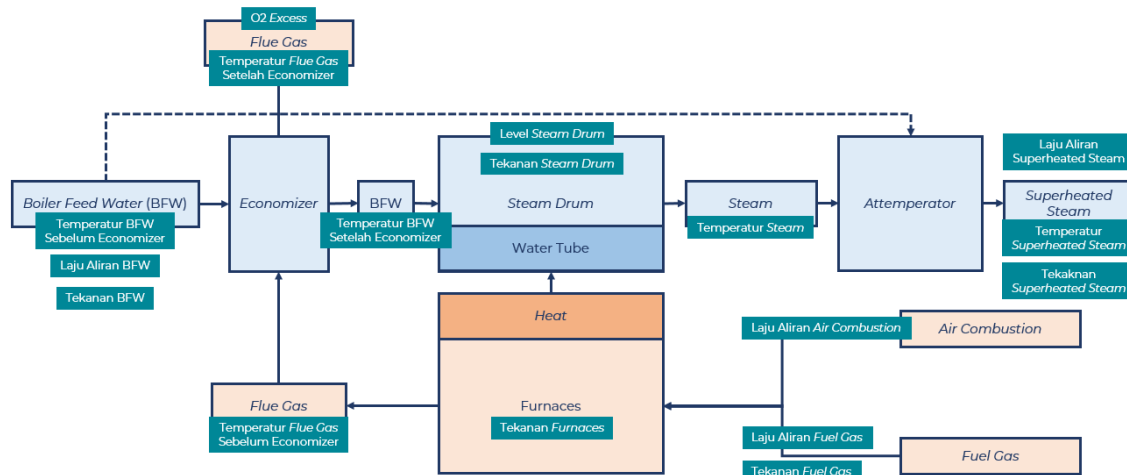 O2 Excess
Flue Gas
Temperatur Flue Gas
Setelah Economizer
Level Steam Drum
Tekanan Steam Drum
Laju Aliran
Superheated Steam
Boiler Feed Water (BFW)
Temperatur BFW
Sebelum Economizer
Laju Aliran BFW
Tekanan BFW
Economizer
BFW
Temperatur BFW
Setelah Economizer
Steam Drum
Water Tube
Steam
Temperatur Steam
Attemperator
Superheated
Steam
Temperatur
Superheated Steam
Tekaknan
Superheated Steam
Heat
Laju Aliran Air Combustion
Air Combustion
Flue Gas
Temperatur Flue Gas
Sebelum Economizer
Furnaces
Tekanan Furnaces
Laju Aliran Fuel Gas
Tekanan Fuel Gas
Fuel Gas